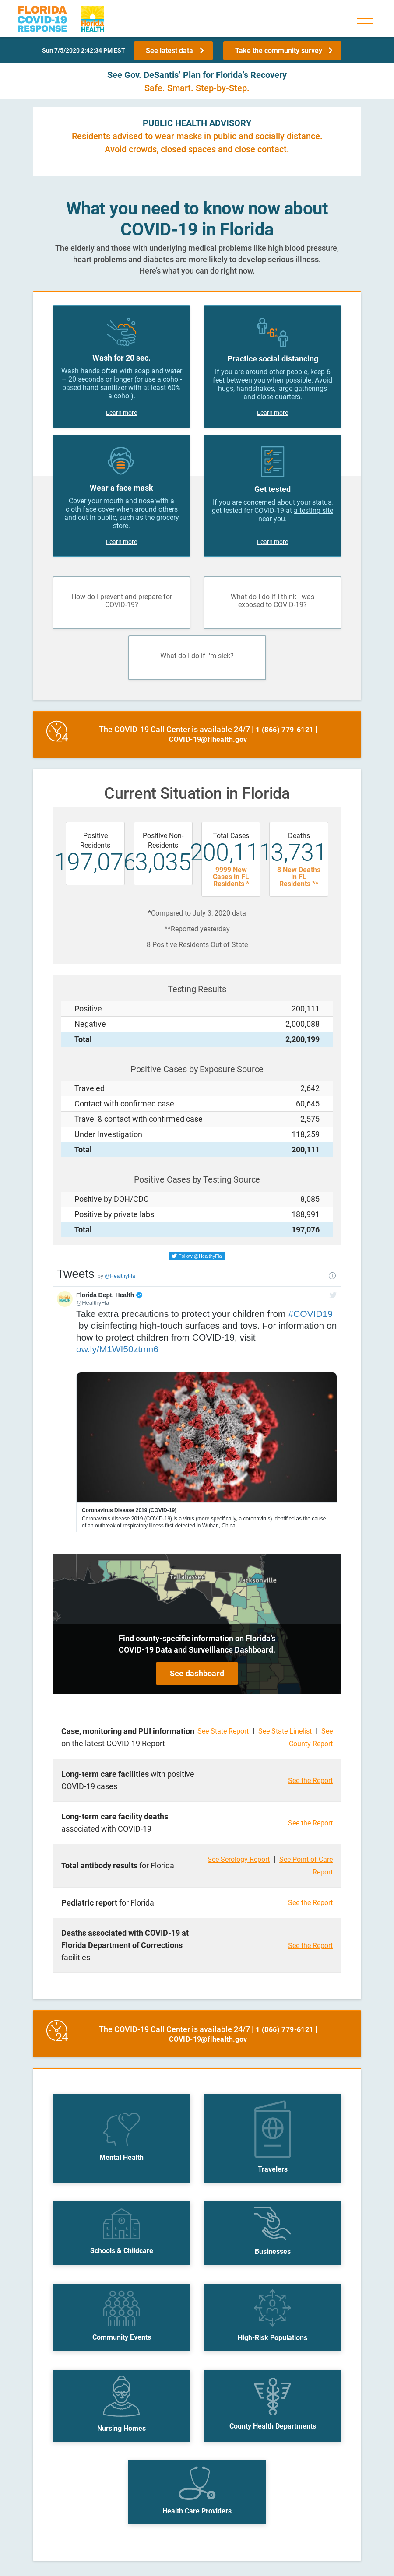 FLORIDA
COVID-19
RESPONSE
Florida
HEALTH
Sun 7/5/2020 2:42:34 PM EST
See latest data
Take the community survey
See Gov. DeSantis' Plan for Florida's Recovery
Safe. Smart. Step-by-Step.
PUBLIC HEALTH ADVISORY
Residents advised to wear masks in public and socially distance.
Avoid crowds, closed spaces and close contact.
What you need to know now about
COVID-19 in Florida
The elderly and those with underlying medical problems like high blood pressure,
heart problems and diabetes are more likely to develop serious illness.
Here's what you can do right now.
Wash for 20 sec.
Wash hands often with soap and water
– 20 seconds or longer (or use alcohol-
based hand sanitizer with at least 60%
alcohol).
Learn more
6'
Practice social distancing
If you are around other people, keep 6
feet between you when possible. Avoid
hugs, handshakes, large gatherings
and close quarters.
Learn more
Wear a face mask
Cover your mouth and nose with a
cloth face cover when around others
and out in public, such as the grocery
store.
Learn more
Get tested
If you are concerned about your status,
get tested for COVID-19 at a testing site
near you.
Learn more
How do I prevent and prepare for
COVID-19?
What do I do if I think I was
exposed to COVID-19?
What do I do if I'm sick?
24
The COVID-19 Call Center is available 24/7 | 1 (866) 779-6121 |
COVID-19@flhealth.gov
Current Situation in Florida
Positive
Residents
197,076
Positive Non-
Residents
3,035
Total Cases
200,111
9999 New
Cases in FL
Residents *
Deaths
3,731
8 New Deaths
in FL
Residents **
*Compared to July 3, 2020 data
**Reported yesterday
8 Positive Residents Out of State
Testing Results
Positive 200,111
Negative 2,000,088
Total 2,200,199
Positive Cases by Exposure Source
Traveled 2,642
Contact with confirmed case 60,645
Travel & contact with confirmed case 2,575
Under Investigation 118,259
Total 200,111
Positive Cases by Testing Source
Positive by DOH/CDC 8,085
Positive by private labs 188,991
Total 197,076
Follow @HealthyFla
Tweets by @HealthyFla
Florida Dept. Health
@HealthyFla
Take extra precautions to protect your children from #COVID19
by disinfecting high-touch surfaces and toys. For information on
how to protect children from COVID-19, visit
ow.ly/M1WI50ztmn6
Coronavirus Disease 2019 (COVID-19)
Coronavirus disease 2019 (COVID-19) is a virus (more specifically, a coronavirus) identified as the cause
of an outbreak of respiratory illness first detected in Wuhan, China.
Tallahassee
Jacksonville
Find county-specific information on Florida's
COVID-19 Data and Surveillance Dashboard.
See dashboard
Case, monitoring and PUI information
on the latest COVID-19 Report
See State Report | See State Linelist | See
County Report
Long-term care facilities with positive
COVID-19 cases
See the Report
Long-term care facility deaths
associated with COVID-19
See the Report
Total antibody results for Florida
See Serology Report | See Point-of-Care
Report
Pediatric report for Florida
See the Report
Deaths associated with COVID-19 at
Florida Department of Corrections
facilities
See the Report
24
The COVID-19 Call Center is available 24/7 | 1 (866) 779-6121 |
COVID-19@flhealth.gov
Mental Health
Travelers
Schools & Childcare
Businesses
Community Events
High-Risk Populations
Nursing Homes
County Health Departments
Health Care Providers